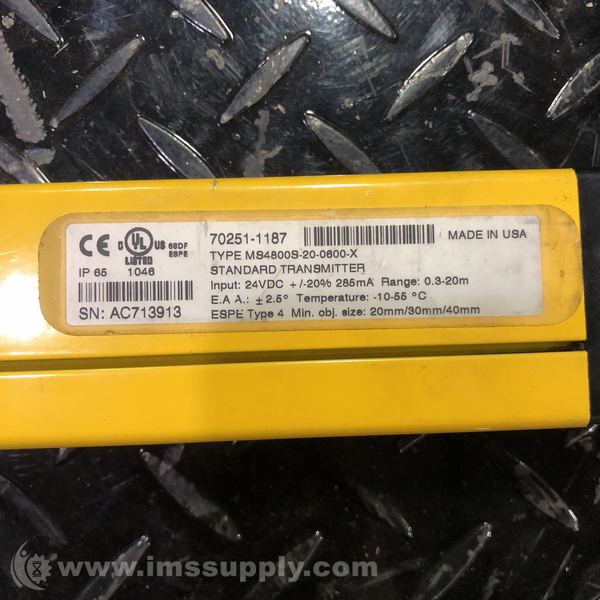 CE C UL US 66DF
LISTED ESPE
IP 65 1046
SN: AC713913
70251-1187 MADE IN USA
TYPE MS4800S-20-0600-X
STANDARD TRANSMITTER
Input: 24VDC +/-20% 285mA Range: 0.3-20m
E.A A.: ± 2.5° Temperature: -10-55 °C
ESPE Type 4 Min. obj. size: 20mm/30mm/40mm
www.imssupply.com